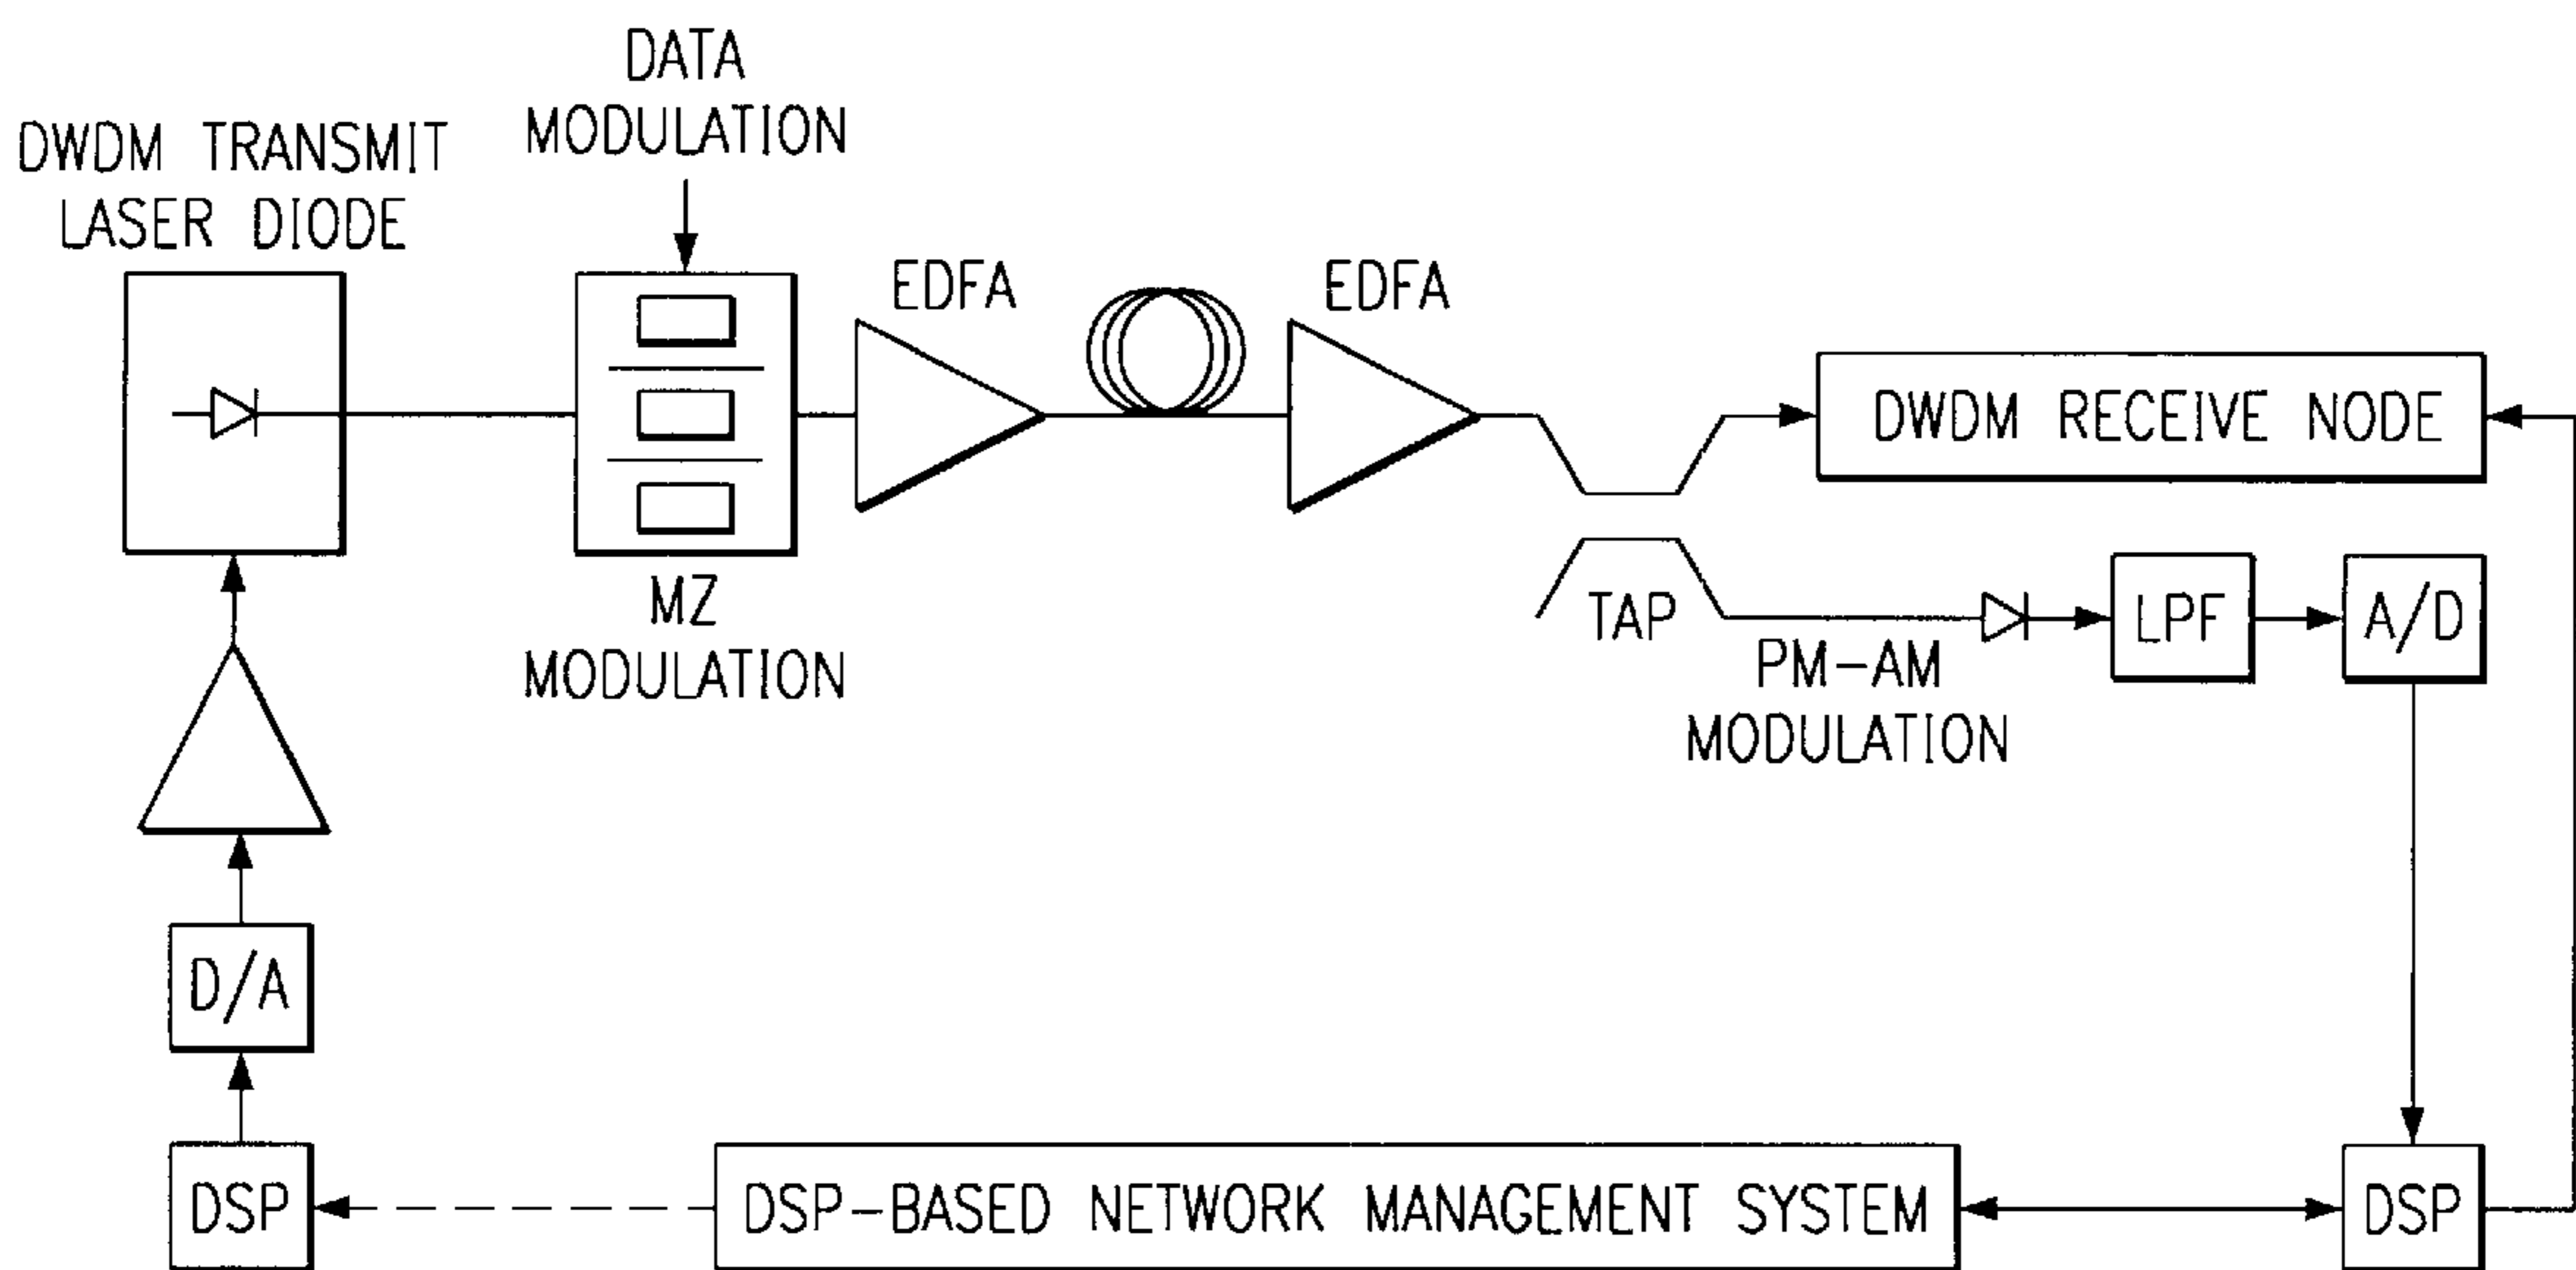 DATA
MODULATION
DWDM TRANSMIT
LASER DIODE
EDFA
EDFA
DWDM RECEIVE NODE
MZ
MODULATION
TAP
LPF
A/D
PM-AM
MODULATION
D/A
DSP
DSP-BASED NETWORK MANAGEMENT SYSTEM
DSP